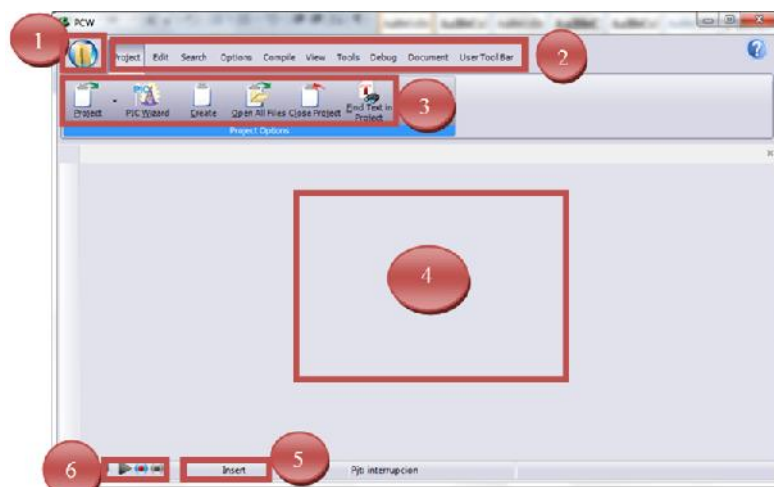 PCW
1
Project Edit Search Options Compile View Tools Debug Document User Tool Bar
2
Project PIC Wizard Create Open All Files Close Project Find Text in Project
3
Project Options
4
6
Insert
5
Pjt: interrupcion